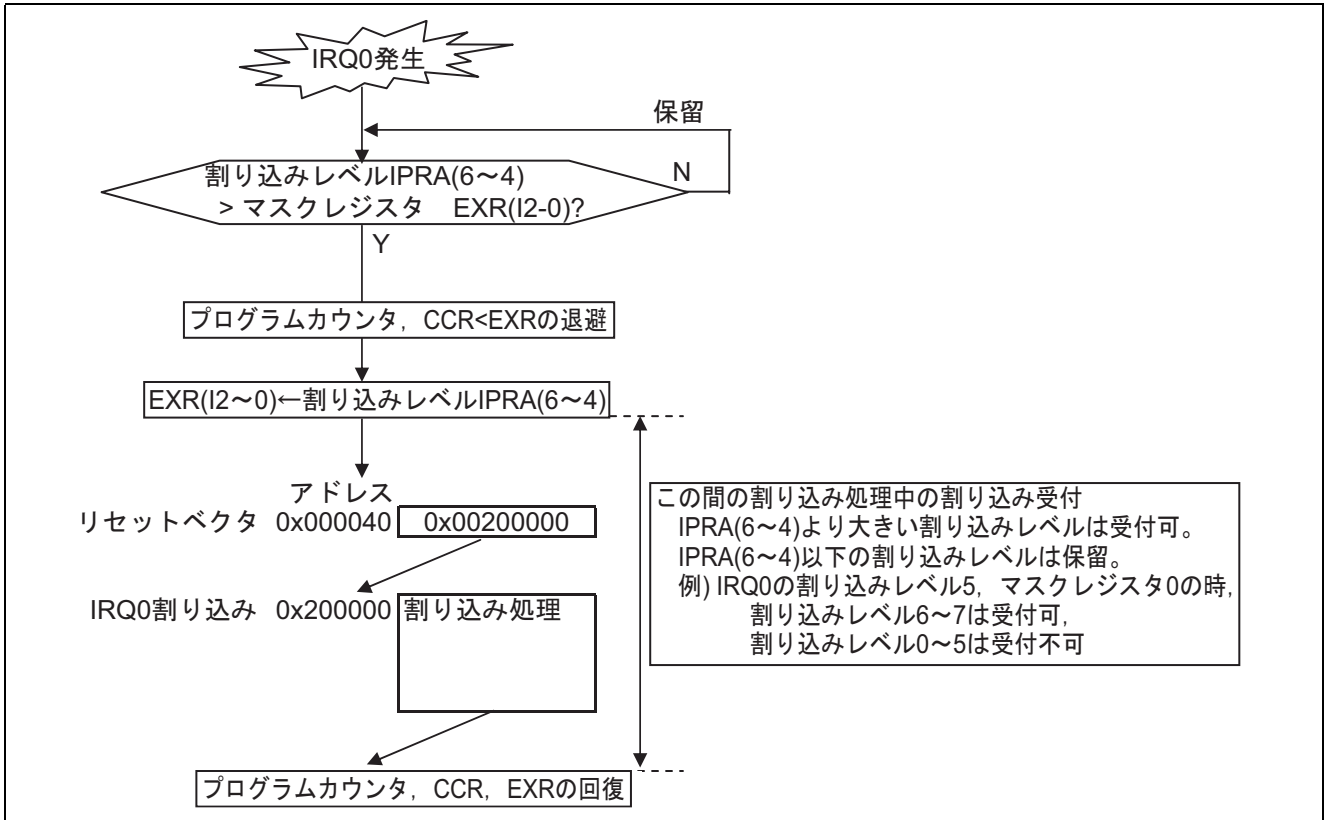 IRQ0発生
保留
割り込みレベルIPRA(6～4)
> マスクレジスタ EXR(I2-0)?
N
Y
プログラムカウンタ，CCR<EXRの退避
EXR(I2～0)←割り込みレベルIPRA(6～4)
アドレス
リセットベクタ 0x000040 0x00200000
IRQ0割り込み 0x200000 割り込み処理
この間の割り込み処理中の割り込み受付
IPRA(6～4)より大きい割り込みレベルは受付可。
IPRA(6～4)以下の割り込みレベルは保留。
例) IRQ0の割り込みレベル5，マスクレジスタ0の時，
割り込みレベル6～7は受付可，
割り込みレベル0～5は受付不可
プログラムカウンタ，CCR，EXRの回復